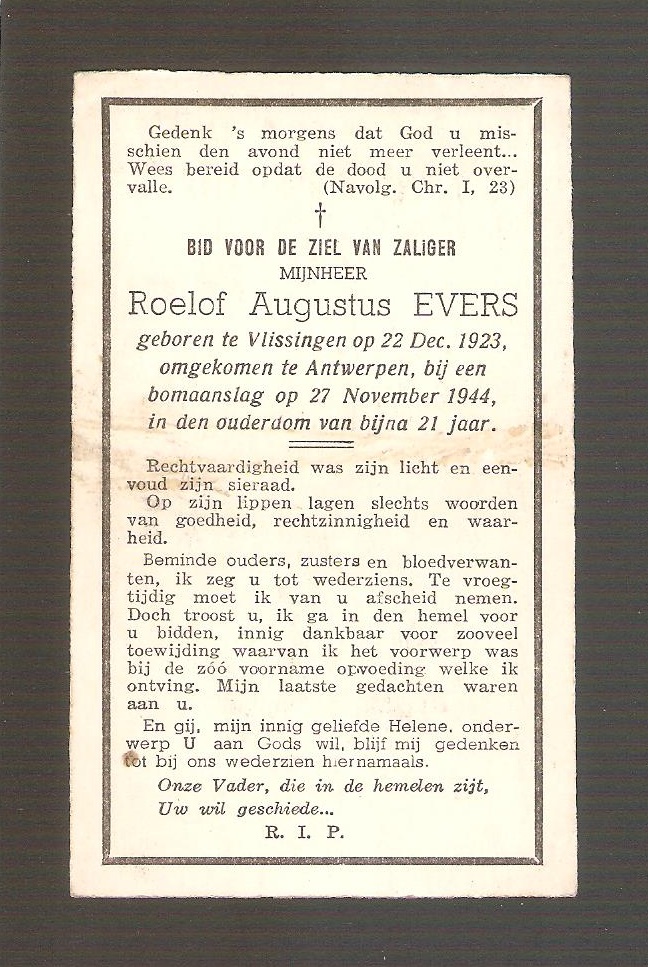 Gedenk 's morgens dat God u mis-
schien den avond niet meer verleent...
Wees bereid opdat de dood u niet over-
valle. (Navolg. Chr. I, 23)
†
BID VOOR DE ZIEL VAN ZALIGER
MIJNHEER
Roelof Augustus EVERS
geboren te Vlissingen op 22 Dec. 1923,
omgekomen te Antwerpen, bij een
bomaanslag op 27 November 1944,
in den ouderdom van bijna 21 jaar.
Rechtvaardigheid was zijn licht en een-
voud zijn sieraad.
Op zijn lippen lagen slechts woorden
van goedheid, rechtzinnigheid en waar-
heid.
Beminde ouders, zusters en bloedverwan-
ten, ik zeg u tot wederziens. Te vroeg-
tijdig moet ik van u afscheid nemen.
Doch troost u, ik ga in den hemel voor
u bidden, innig dankbaar voor zooveel
toewijding waarvan ik het voorwerp was
bij de zóó voorname opvoeding welke ik
ontving. Mijn laatste gedachten waren
aan u.
En gij, mijn innig geliefde Helene, onder-
werp U aan Gods wil, blijf mij gedenken
tot bij ons wederzien hiernamaals.
Onze Vader, die in de hemelen zijt,
Uw wil geschiede...
R. I. P.